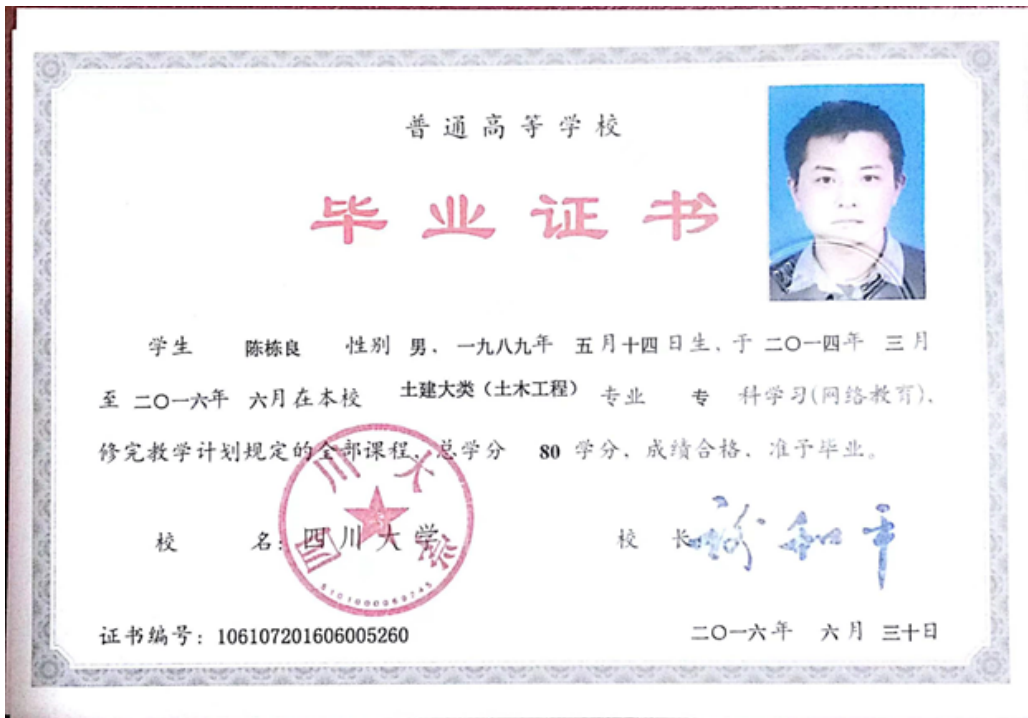 普通高等学校
毕业证书
学生 陈栋良 性别 男、一九八九年 五月十四日生、于二〇一四年 三月
至二〇一六年 六月在本校 土建大类（土木工程） 专业 专 科学习(网络教育)、
修完教学计划规定的全部课程、总学分 80 学分、成绩合格、准予毕业。
校 名：四川大学 校 长
四川大学
5101000069745
证书编号：106107201606005260 二〇一六年 六月 三十日